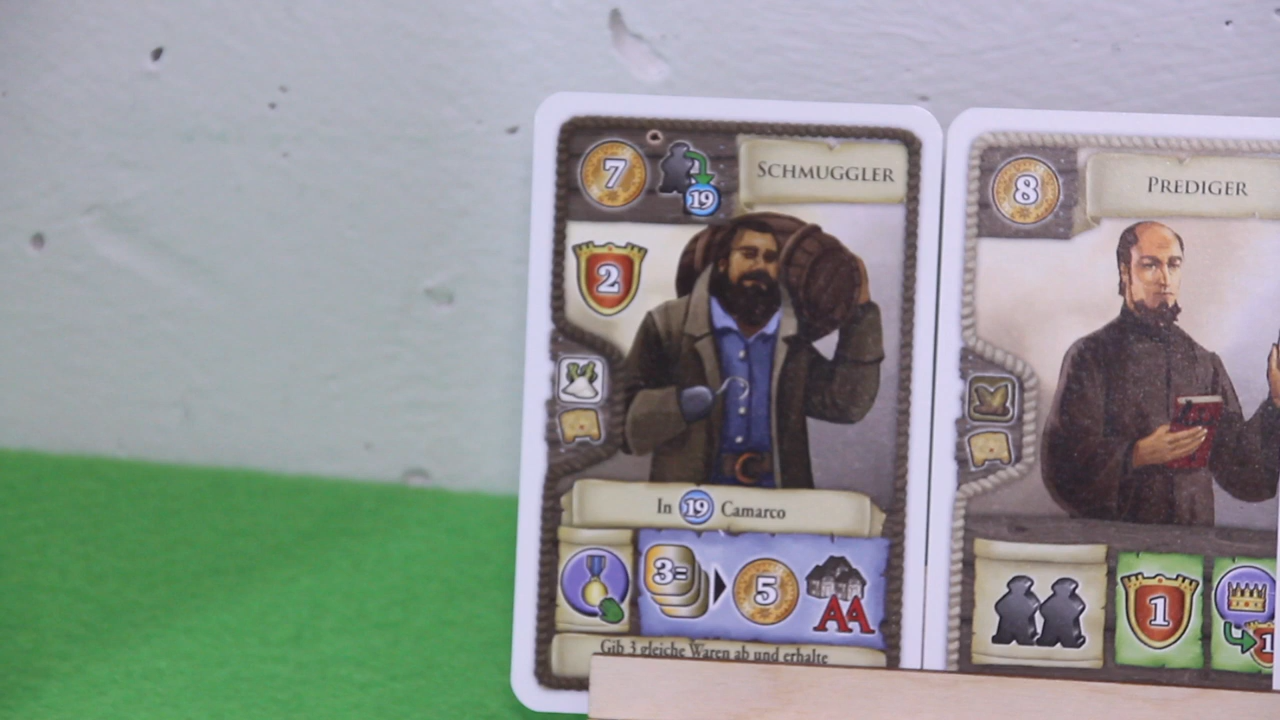 7
19
SCHMUGGLER
2
In 19 Camarco
3=
5
AA
Gib 3 gleiche Waren ab und erhalte
8
PREDIGER
1
1